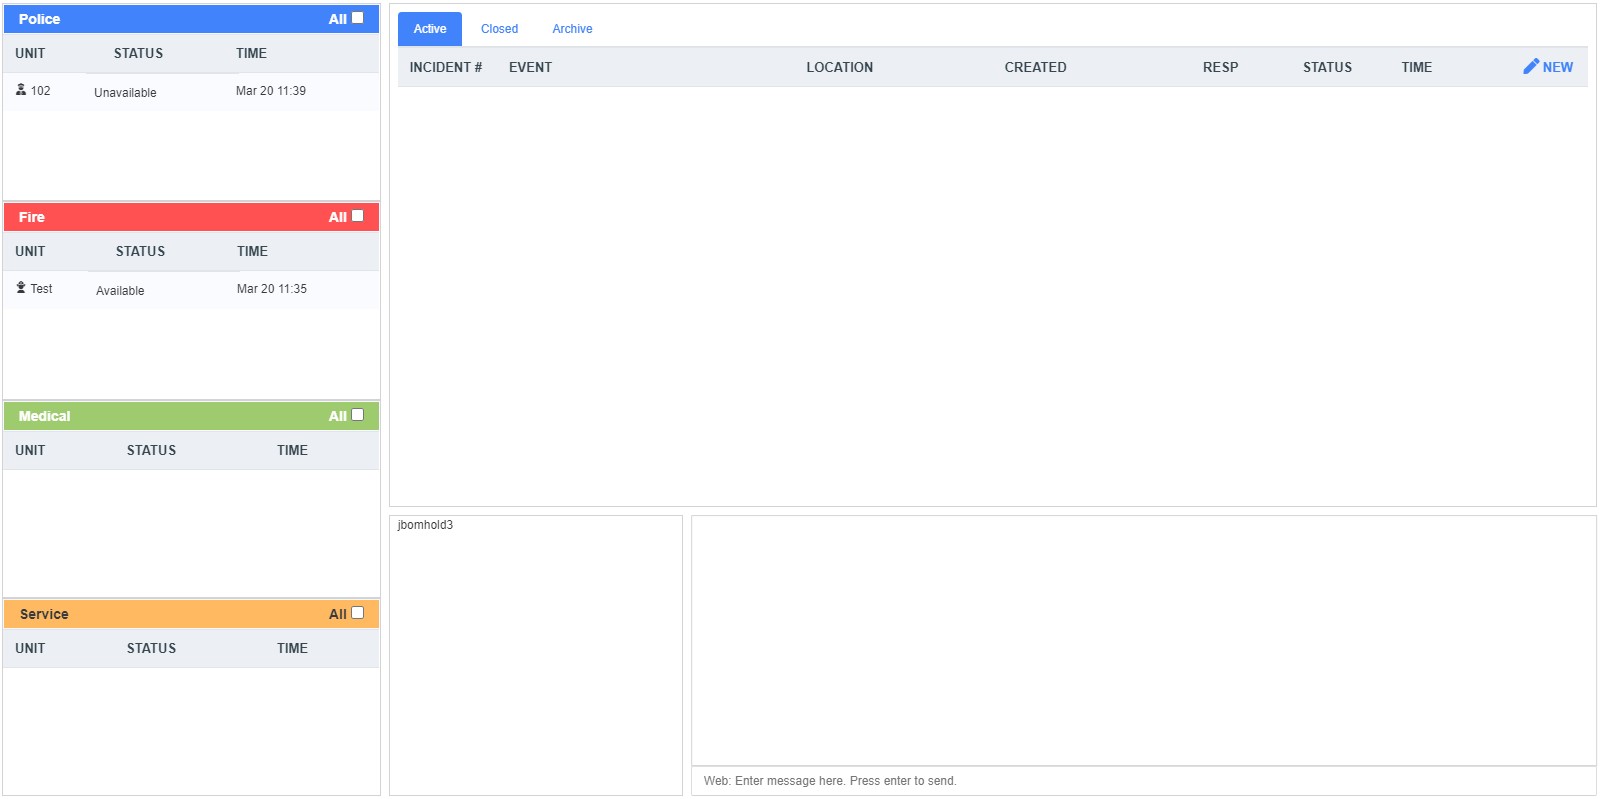 Police All
UNIT STATUS TIME
102 Unavailable Mar 20 11:39
Fire All
UNIT STATUS TIME
Test Available Mar 20 11:35
Medical All
UNIT STATUS TIME
Service All
UNIT STATUS TIME
Active Closed Archive
INCIDENT # EVENT LOCATION CREATED RESP STATUS TIME NEW
jbomhold3
Web: Enter message here. Press enter to send.